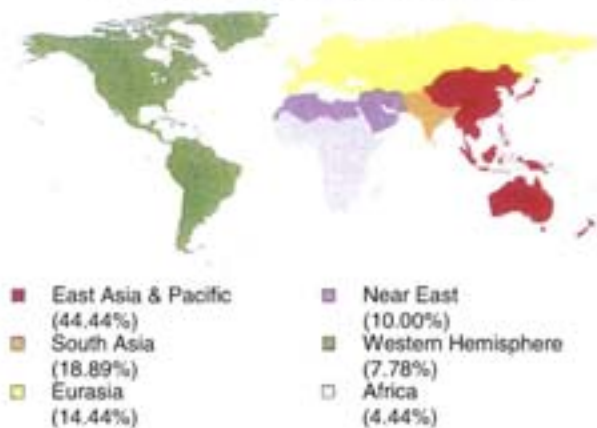 East Asia & Pacific
(44.44%)
South Asia
(18.89%)
Eurasia
(14.44%)
Near East
(10.00%)
Western Hemisphere
(7.78%)
Africa
(4.44%)